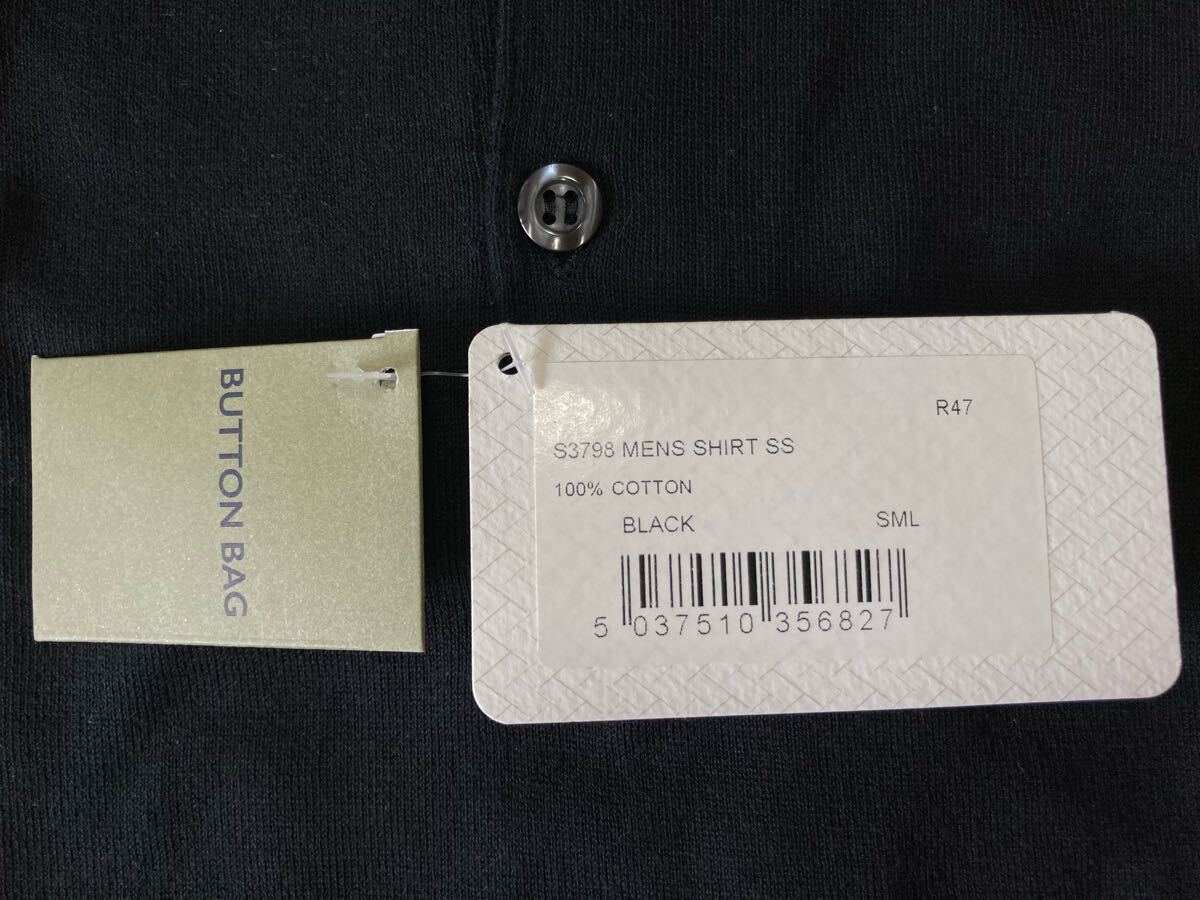 BUTTON BAG
R47
S3798 MENS SHIRT SS
100% COTTON
BLACK SML
5 037510 356827